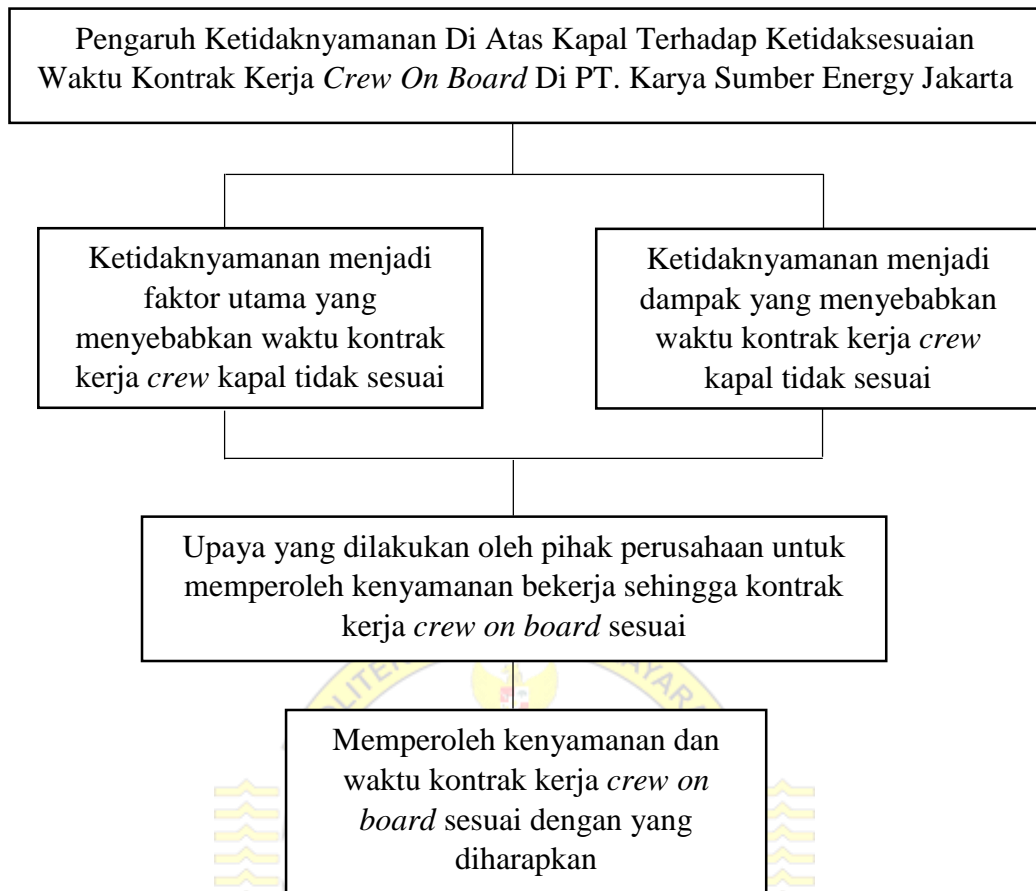 Pengaruh Ketidaknyamanan Di Atas Kapal Terhadap Ketidaksesuaian
Waktu Kontrak Kerja Crew On Board Di PT. Karya Sumber Energy Jakarta
Ketidaknyamanan menjadi
faktor utama yang
menyebabkan waktu kontrak
kerja crew kapal tidak sesuai
Ketidaknyamanan menjadi
dampak yang menyebabkan
waktu kontrak kerja crew
kapal tidak sesuai
Upaya yang dilakukan oleh pihak perusahaan untuk
memperoleh kenyamanan bekerja sehingga kontrak
kerja crew on board sesuai
Memperoleh kenyamanan dan
waktu kontrak kerja crew on
board sesuai dengan yang
diharapkan